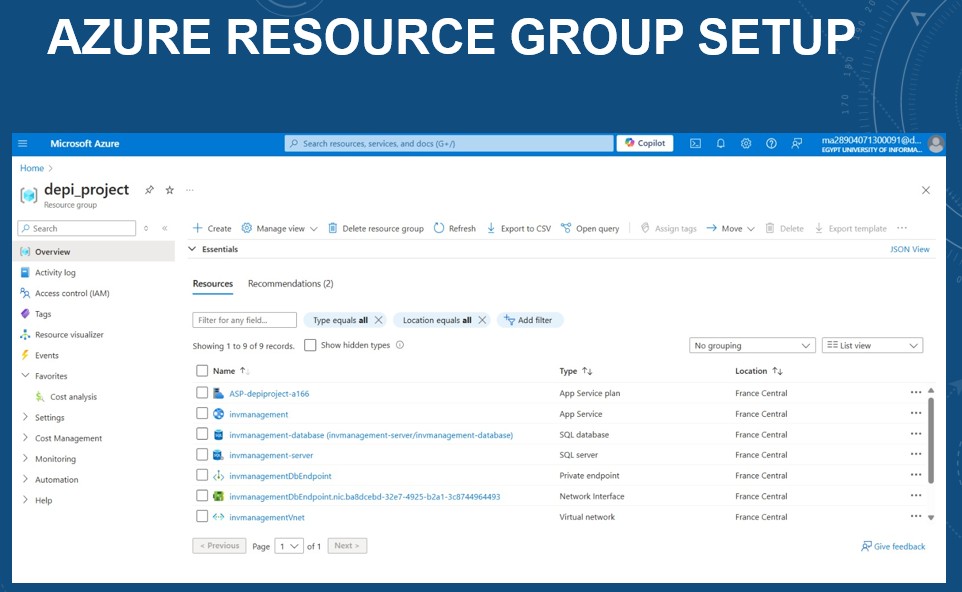 AZURE RESOURCE GROUP SETUP
Microsoft Azure
Search resources, services, and docs (G+/)
Copilot
ma28904071300091@d...
EGYPT UNIVERSITY OF INFORMA...
Home >
depi_project
Resource group
Search
Create Manage view Delete resource group Refresh Export to CSV Open query Assign tags Move Delete Export template ...
Essentials JSON View
Overview
Activity log
Access control (IAM)
Tags
Resource visualizer
Events
Favorites
Cost analysis
Settings
Cost Management
Monitoring
Automation
Help
Resources Recommendations (2)
Filter for any field... Type equals all Location equals all Add filter
Showing 1 to 9 of 9 records. Show hidden types No grouping List view
Name Type Location
ASP-depiproject-a166 App Service plan France Central
invmanagement App Service France Central
invmanagement-database (invmanagement-server/invmanagement-database) SQL database France Central
invmanagement-server SQL server France Central
invmanagementDbEndpoint Private endpoint France Central
invmanagementDbEndpoint.nic.ba8dcebd-32e7-4925-b2a1-3c8744964493 Network Interface France Central
invmanagementVnet Virtual network France Central
< Previous Page 1 of 1 Next > Give feedback
170